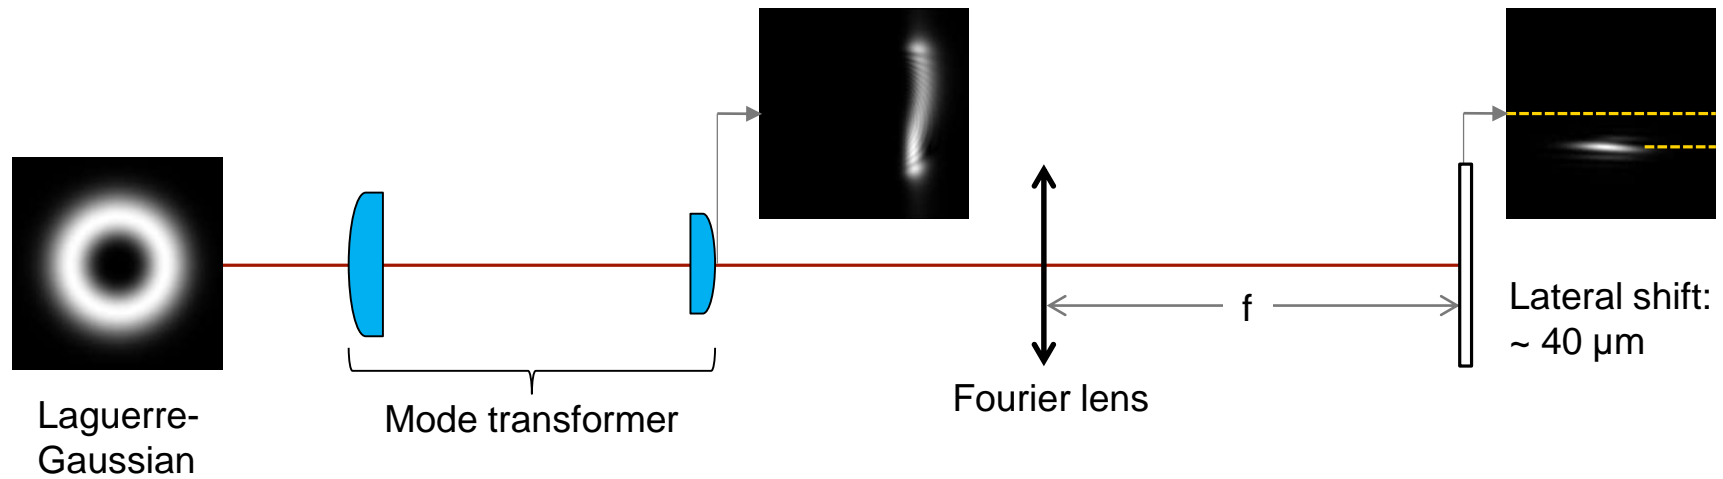 Laguerre-
Gaussian
Mode transformer
Fourier lens
f
Lateral shift:
~ 40 µm